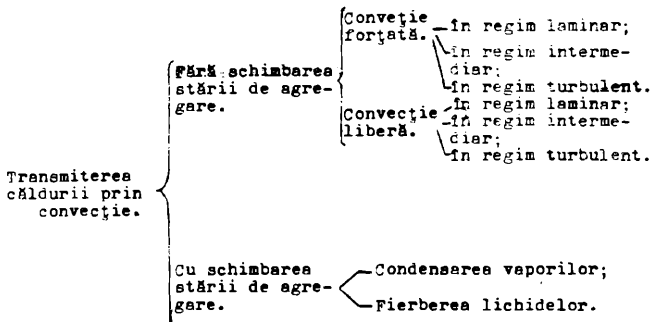 Conveţie
forţată.
în regim laminar;
în regim interme-
diar;
în regim turbulent.
Fără schimbarea
stării de agre-
gare.
Convecţie
liberă.
în regim laminar;
în regim interme-
diar;
în regim turbulent.
Transmiterea
căldurii prin
convecţie.
Cu schimbarea
stării de agre-
gare.
Condensarea vaporilor;
Fierberea lichidelor.